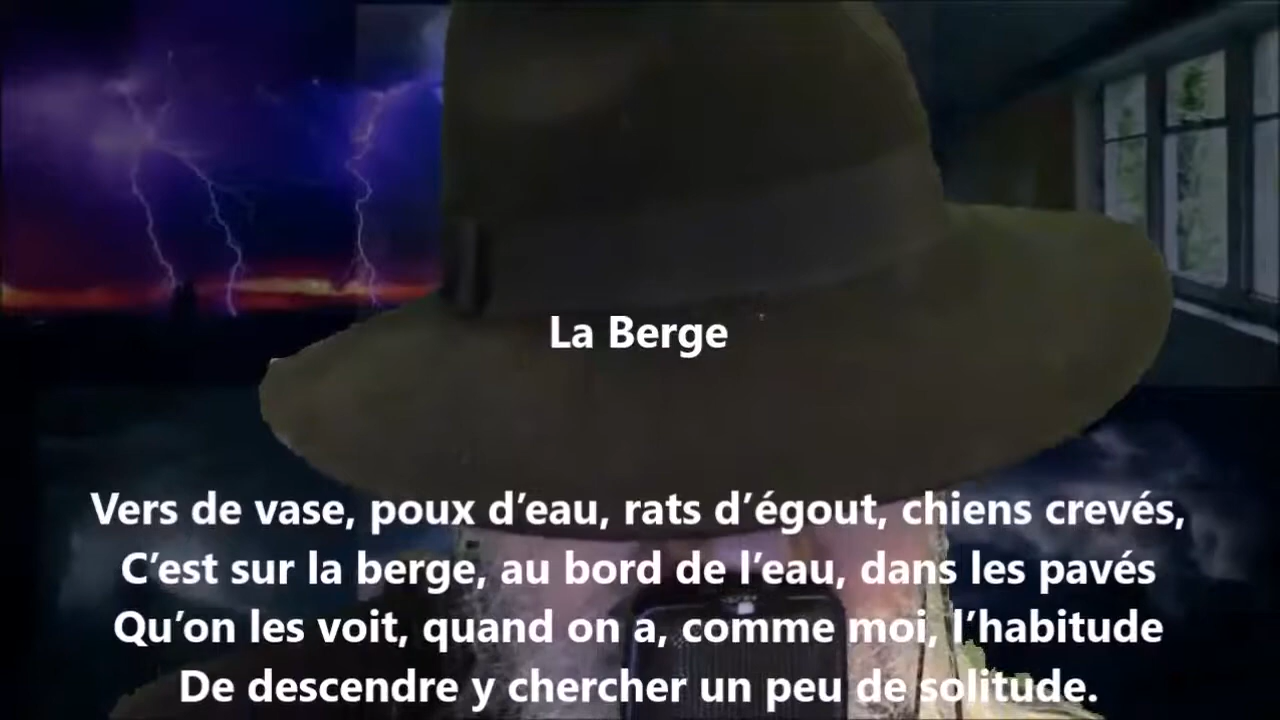 La Berge
Vers de vase, poux d’eau, rats d’égout, chiens crevés,
C’est sur la berge, au bord de l’eau, dans les pavés
Qu’on les voit, quand on a, comme moi, l’habitude
De descendre y chercher un peu de solitude.